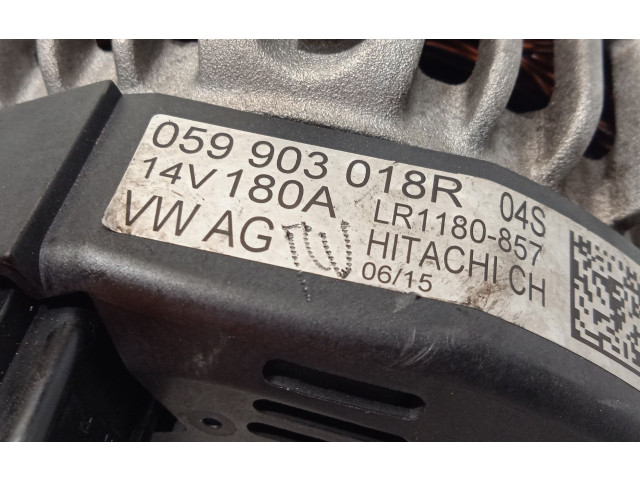 059 903 018R 04S
14V 180A LR1180-857
VW AG HITACHI CH
06/15